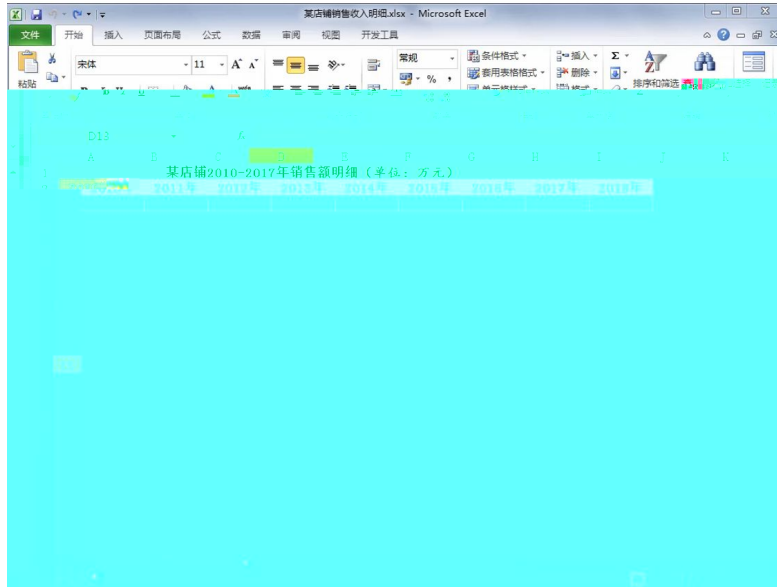 某店铺销售收入明细.xlsx - Microsoft Excel
文件 开始 插入 页面布局 公式 数据 审阅 视图 开发工具
宋体 11 A A 常规 条件格式 插入 Σ
粘贴 % 套用表格格式 删除 排序和筛选
D13
A B C D E F G H I J K
某店铺2010-2017年销售额明细（单位：万元）
2011年 2012年 2013年 2014年 2015年 2016年 2017年 2018年